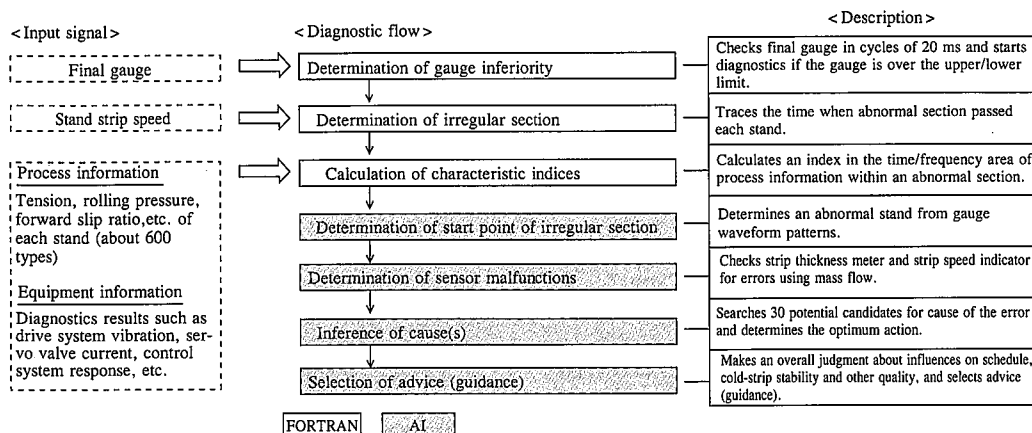 <Input signal>
Final gauge
Stand strip speed
Process information
Tension, rolling pressure,
forward slip ratio,etc. of
each stand (about 600
types)
Equipment information
Diagnostics results such as
drive system vibration, ser-
vo valve current, control
system response, etc.
<Diagnostic flow>
Determination of gauge inferiority
Determination of irregular section
Calculation of characteristic indices
Determination of start point of irregular section
Determination of sensor malfunctions
Inference of cause(s)
Selection of advice (guidance)
FORTRAN
AI
<Description>
Checks final gauge in cycles of 20 ms and starts
diagnostics if the gauge is over the upper/lower
limit.
Traces the time when abnormal section passed
each stand.
Calculates an index in the time/frequency area of
process information within an abnormal section.
Determines an abnormal stand from gauge
waveform patterns.
Checks strip thickness meter and strip speed indicator
for errors using mass flow.
Searches 30 potential candidates for cause of the error
and determines the optimum action.
Makes an overall judgment about influences on schedule,
cold-strip stability and other quality, and selects advice
(guidance).